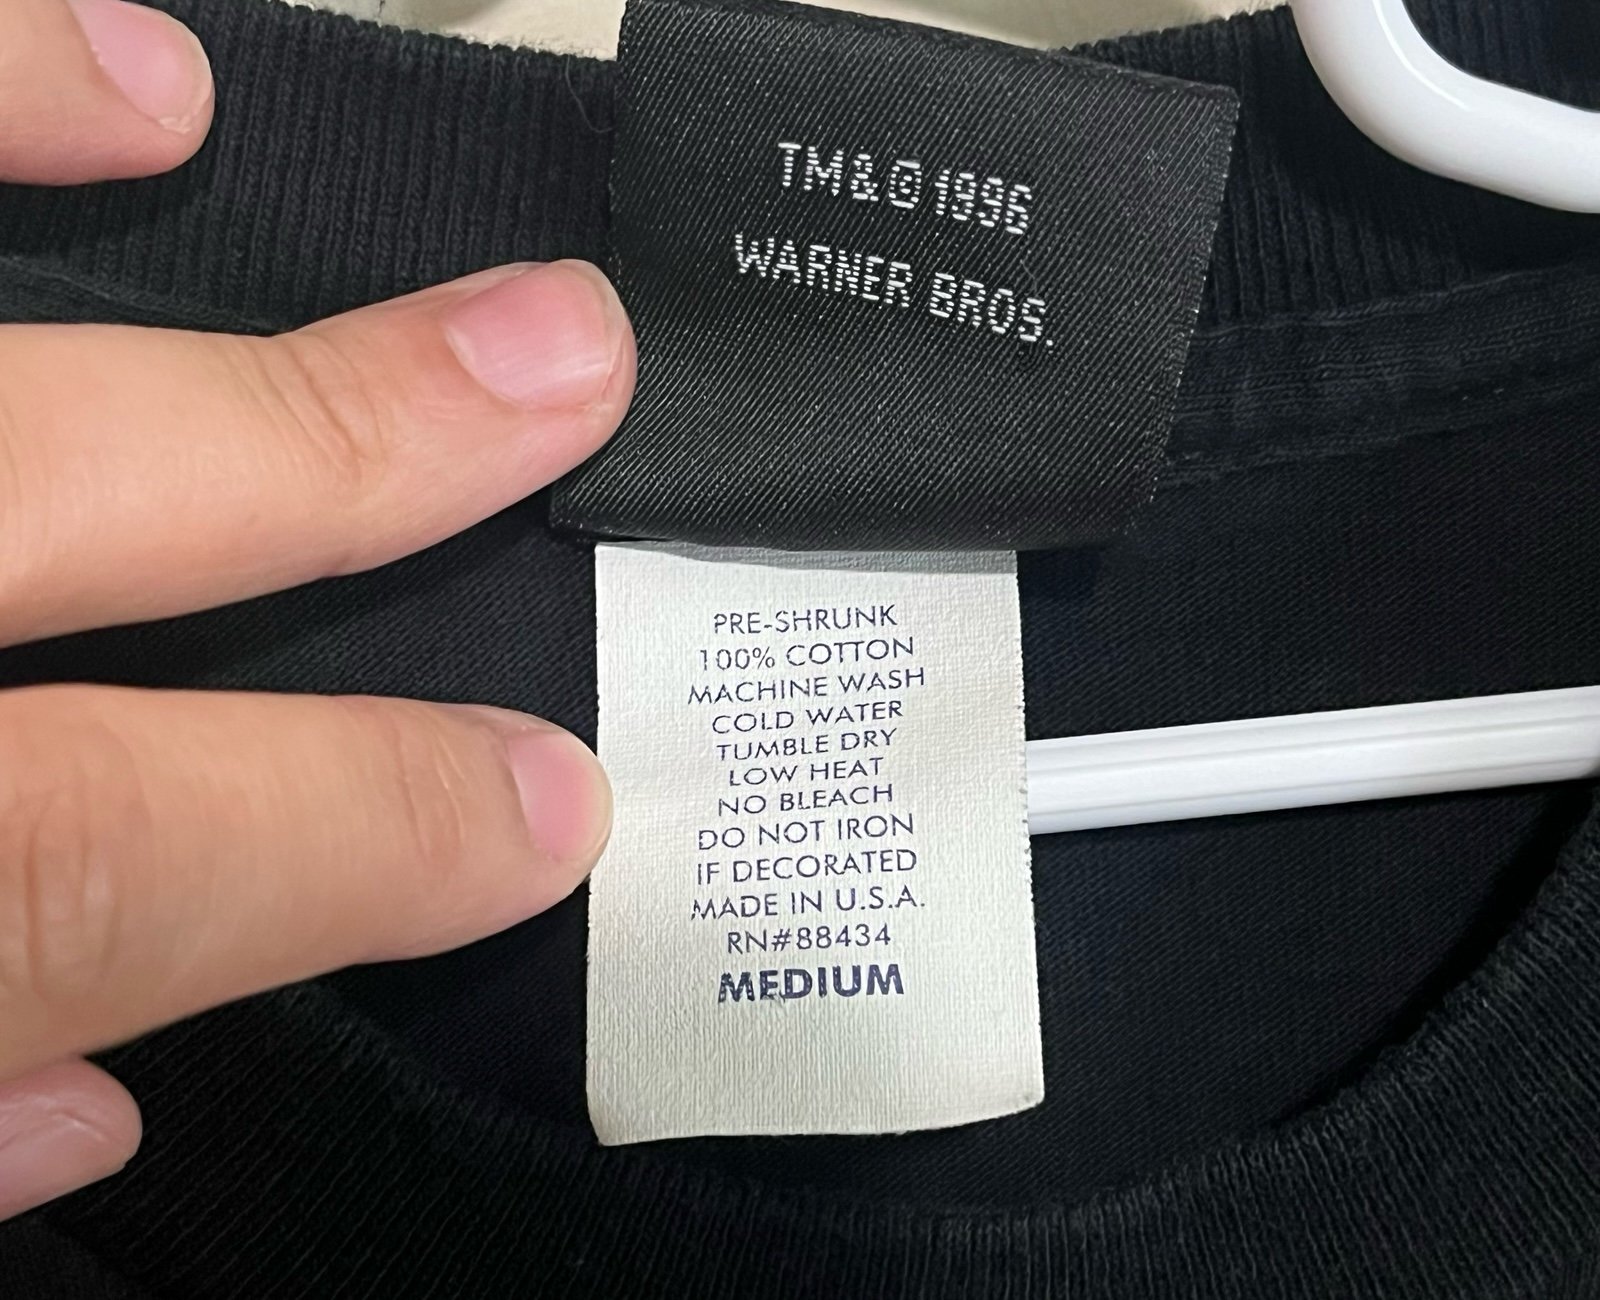 TM&© 1996
WARNER BROS.
PRE-SHRUNK
100% COTTON
MACHINE WASH
COLD WATER
TUMBLE DRY
LOW HEAT
NO BLEACH
DO NOT IRON
IF DECORATED
MADE IN U.S.A.
RN#88434
MEDIUM